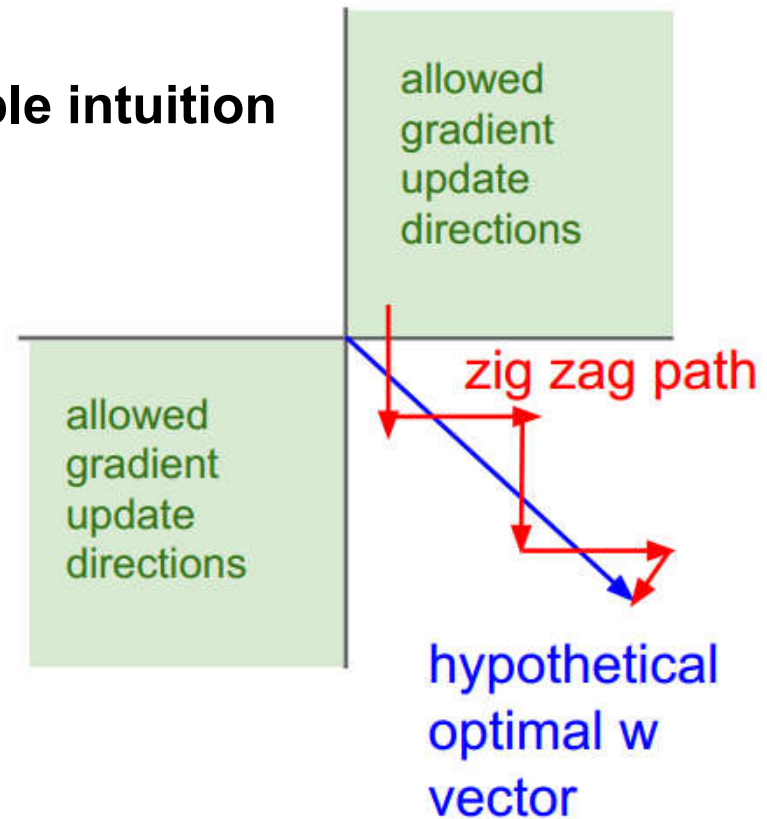 ple intuition
allowed
gradient
update
directions
zig zag path
allowed
gradient
update
directions
hypothetical
optimal w
vector